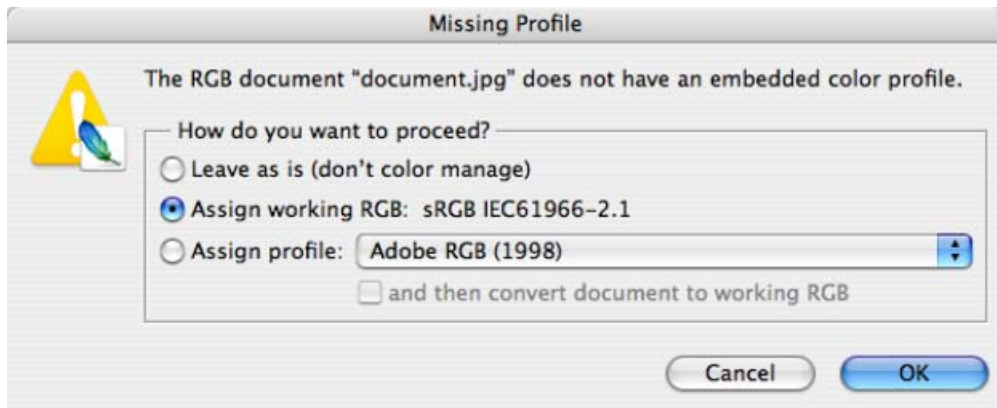 Missing Profile
The RGB document “document.jpg” does not have an embedded color profile.
How do you want to proceed?
Leave as is (don't color manage)
Assign working RGB: sRGB IEC61966-2.1
Assign profile: Adobe RGB (1998)
and then convert document to working RGB
Cancel OK